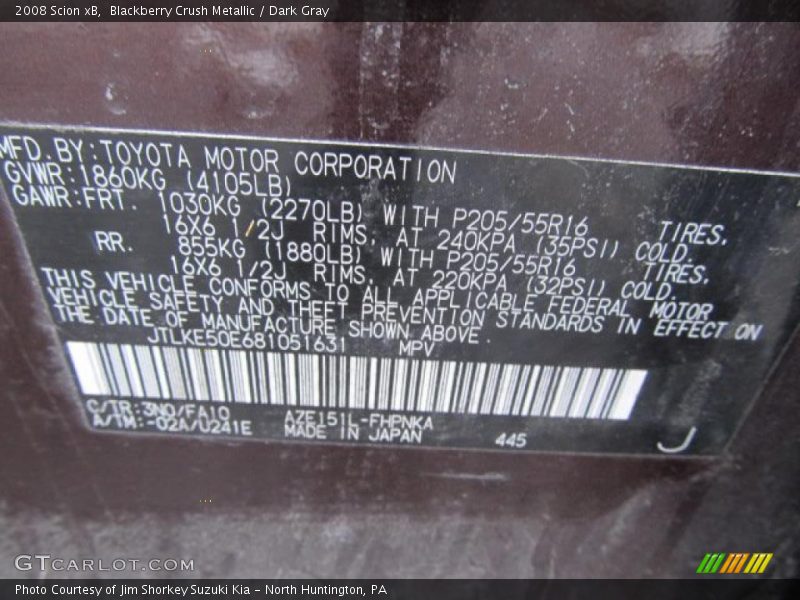 2008 Scion xB, Blackberry Crush Metallic / Dark Gray
MFD.BY:TOYOTA MOTOR CORPORATION
GVWR:1860KG (4105LB)
GAWR:FRT. 1030KG (2270LB) WITH P205/55R16 TIRES,
16X6 1/2J RIMS, AT 240KPA (35PSI) COLD.
RR. 855KG (1880LB) WITH P205/55R16 TIRES,
16X6 1/2J RIMS, AT 220KPA (32PSI) COLD.
THIS VEHICLE CONFORMS TO ALL APPLICABLE FEDERAL MOTOR
VEHICLE SAFETY AND THEFT PREVENTION STANDARDS IN EFFECT ON
THE DATE OF MANUFACTURE SHOWN ABOVE.
JTLKE50E681051631 MPV
C/TR:3N0/FA10 AZE151L-FHPNKA
A/TM:-02A/U241E MADE IN JAPAN 445 J
GTCARLOT.COM
Photo Courtesy of Jim Shorkey Suzuki Kia - North Huntington, PA